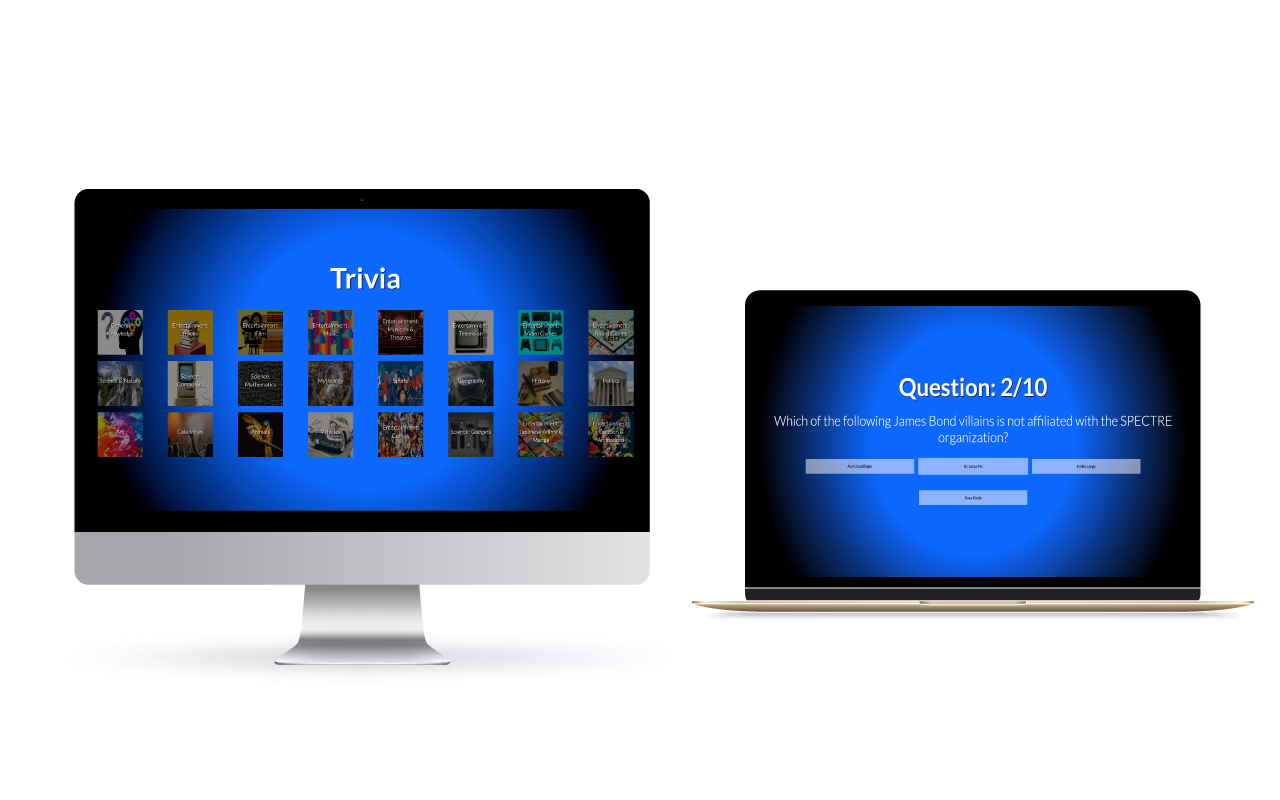 Trivia
General
Knowledge
Entertainment:
Books
Entertainment:
Film
Entertainment:
Music
Entertainment:
Musicals &
Theatres
Entertainment:
Television
Entertainment:
Video Games
Entertainment:
Board Games
Science & Nature
Science:
Computers
Science:
Mathematics
Mythology
Sports
Geography
History
Politics
Art
Celebrities
Animals
Vehicles
Entertainment:
Comics
Science: Gadgets
Entertainment:
Japanese Anime &
Manga
Entertainment:
Cartoon &
Animations
Question: 2/10
Which of the following James Bond villains is not affiliated with the SPECTRE
organization?
Auric Goldfinger
Dr. Julius No
Emilio Largo
Rosa Klebb